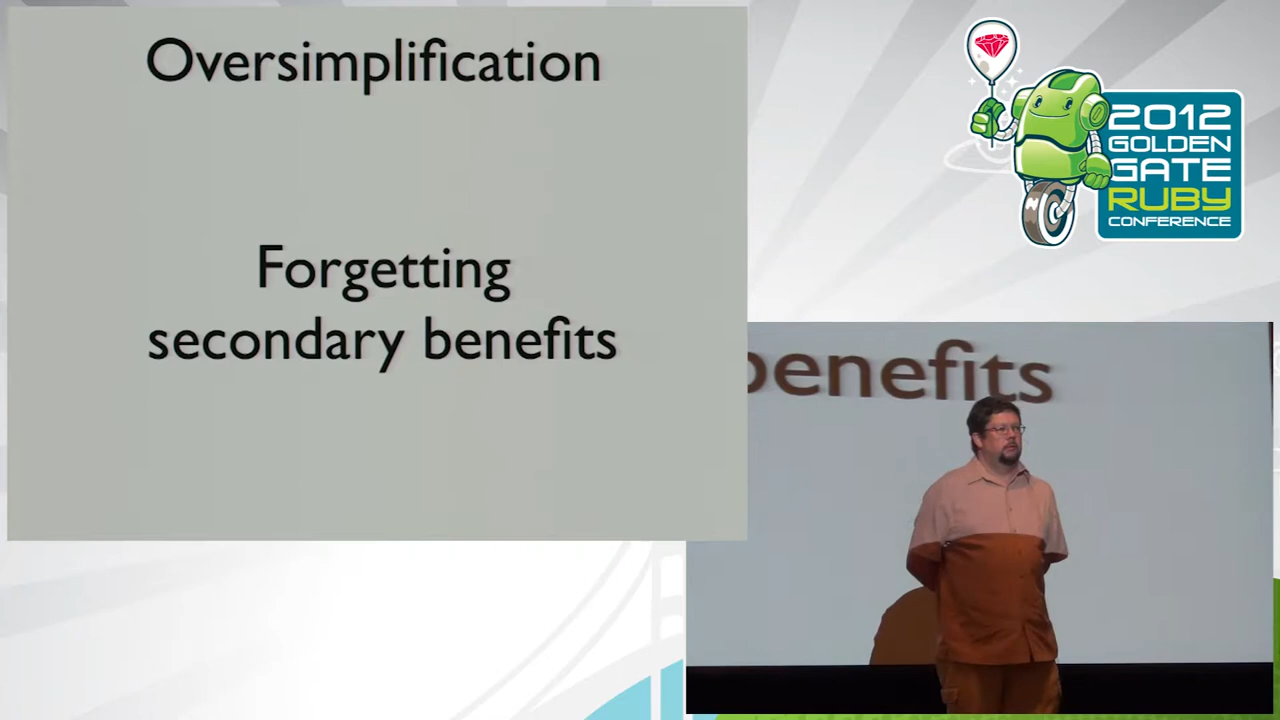 Oversimplification
Forgetting
secondary benefits
2012
GOLDEN
GATE
RUBY
CONFERENCE
benefits